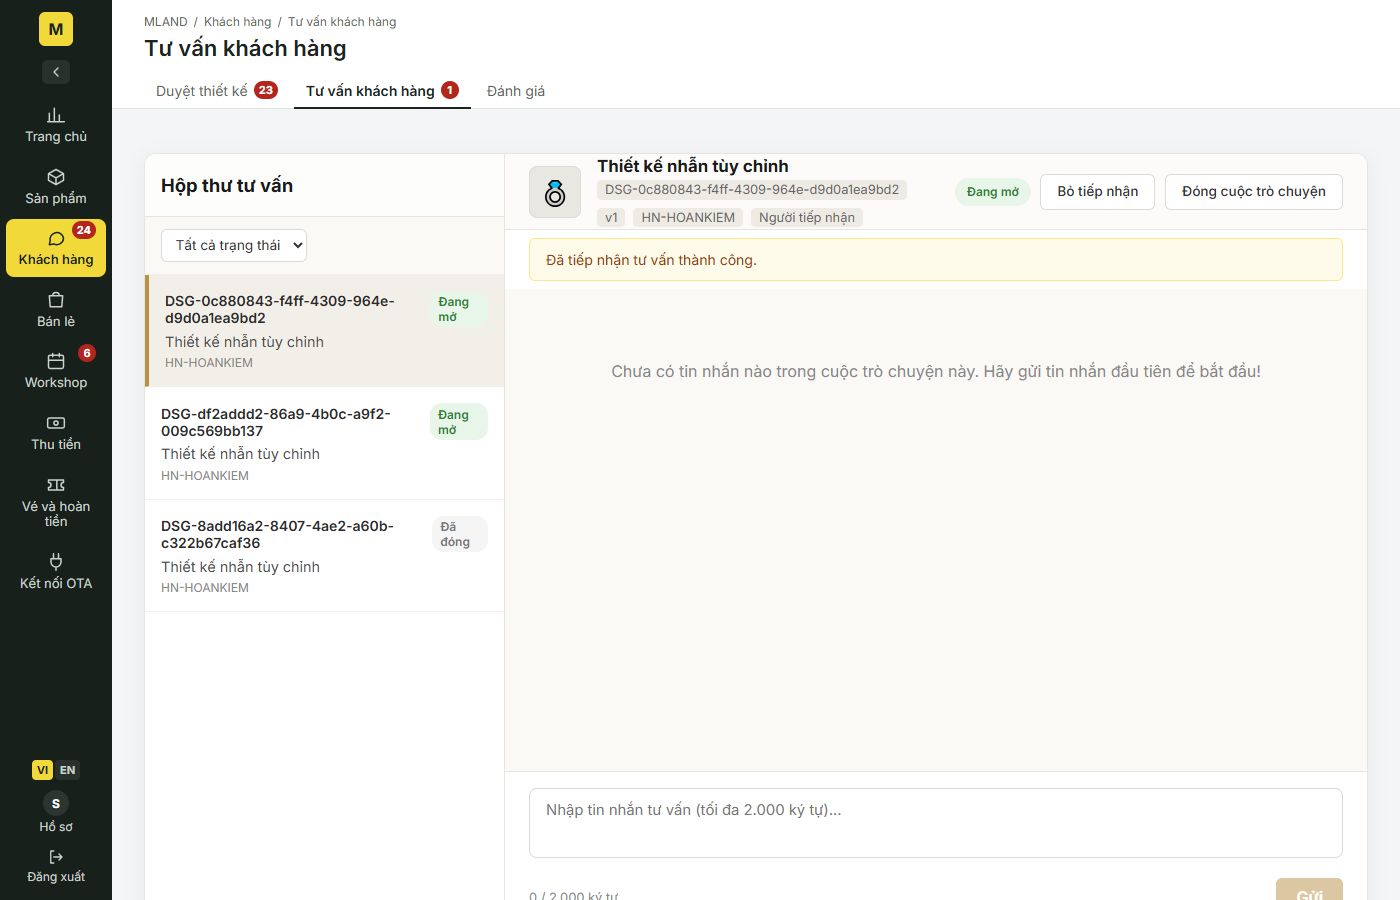 M
Trang chủ
Sản phẩm
24
Khách hàng
Bán lẻ
6
Workshop
Thu tiền
Vé và hoàn
tiền
Kết nối OTA
VI EN
S
Hồ sơ
Đăng xuất
MLAND / Khách hàng / Tư vấn khách hàng
Tư vấn khách hàng
Duyệt thiết kế 23 Tư vấn khách hàng 1 Đánh giá
Hộp thư tư vấn
Tất cả trạng thái
DSG-0c880843-f4ff-4309-964e-
d9d0a1ea9bd2
Đang
mở
Thiết kế nhẫn tùy chỉnh
HN-HOANKIEM
DSG-df2addd2-86a9-4b0c-a9f2-
009c569bb137
Đang
mở
Thiết kế nhẫn tùy chỉnh
HN-HOANKIEM
DSG-8add16a2-8407-4ae2-a60b-
c322b67caf36
Đã
đóng
Thiết kế nhẫn tùy chỉnh
HN-HOANKIEM
Thiết kế nhẫn tùy chỉnh
DSG-0c880843-f4ff-4309-964e-d9d0a1ea9bd2
v1 HN-HOANKIEM Người tiếp nhận
Đang mở Bỏ tiếp nhận Đóng cuộc trò chuyện
Đã tiếp nhận tư vấn thành công.
Chưa có tin nhắn nào trong cuộc trò chuyện này. Hãy gửi tin nhắn đầu tiên để bắt đầu!
Nhập tin nhắn tư vấn (tối đa 2.000 ký tự)...
0 / 2.000 ký tự
Gửi